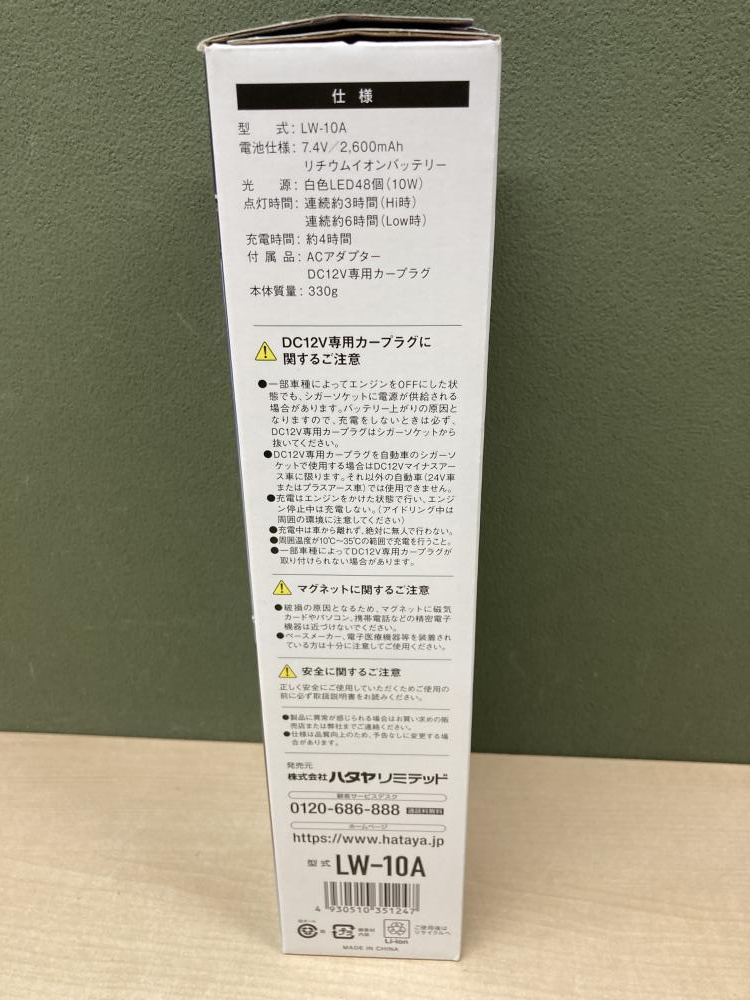 仕様
型　式：LW-10A
電池仕様：7.4V／2,600mAh
リチウムイオンバッテリー
光　源：白色LED48個（10W）
点灯時間：連続約3時間（Hi時）
連続約6時間（Low時）
充電時間：約4時間
付属品：ACアダプター
DC12V専用カープラグ
本体質量：330g
DC12V専用カープラグに
関するご注意
●一部車種によってエンジンをOFFにした状
態でも、シガーソケットに電源が供給される
場合があります。バッテリー上がりの原因と
なりますので、充電をしないときは必ず、
DC12V専用カープラグはシガーソケットから
抜いてください。
●DC12V専用カープラグを自動車のシガーソ
ケットで使用する場合はDC12Vマイナスアー
ス車に限ります。それ以外の自動車（24V車
またはプラスアース車）では使用できません。
●充電はエンジンをかけた状態で行い、エンジ
ン停止中は充電しない。（アイドリング中は
周囲の環境に注意してください）
●充電中は車から離れず、絶対に無人で行わない。
●周囲温度が10℃～35℃の範囲で充電を行うこと。
●一部車種によってDC12V専用カープラグが
取り付けられない場合があります。
マグネットに関するご注意
●破損の原因となるため、マグネットに磁気
カードやパソコン、携帯電話などの精密電子
機器は近づけないでください。
●ペースメーカー、電子医療機器等を装着され
ている方は十分に注意してご使用ください。
安全に関するご注意
正しく安全にご使用していただくためご使用の
前に必ず取扱説明書をお読みください。
●製品に異常が感じられる場合はお買い求めの販
売店または弊社までご連絡ください。
●仕様は品質向上のため、予告なしに変更する場
合があります。
発売元
株式会社ハタヤリミテッド
顧客サービスデスク
0120-686-888 通話料無料
ホームページ
https://www.hataya.jp
型式 LW-10A
4 930510 351247
Li-ion
ご使用後は
リサイクルへ
MADE IN CHINA